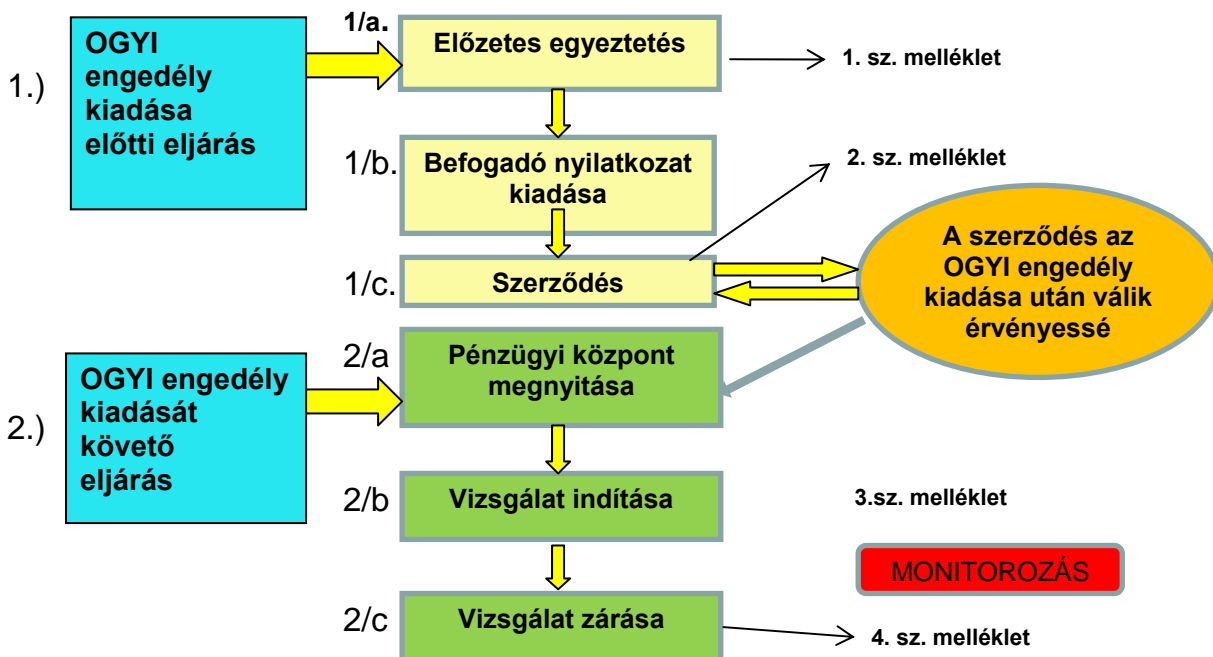 1.)
OGYI
engedély
kiadása
előtti eljárás
1/a.
Előzetes egyeztetés
1. sz. melléklet
1/b.
Befogadó nyilatkozat
kiadása
2. sz. melléklet
1/c.
Szerződés
A szerződés az
OGYI engedély
kiadása után válik
érvényessé
2.)
OGYI engedély
kiadását
követő
eljárás
2/a
Pénzügyi központ
megnyitása
2/b
Vizsgálat indítása
3.sz. melléklet
MONITOROZÁS
2/c
Vizsgálat zárása
4. sz. melléklet